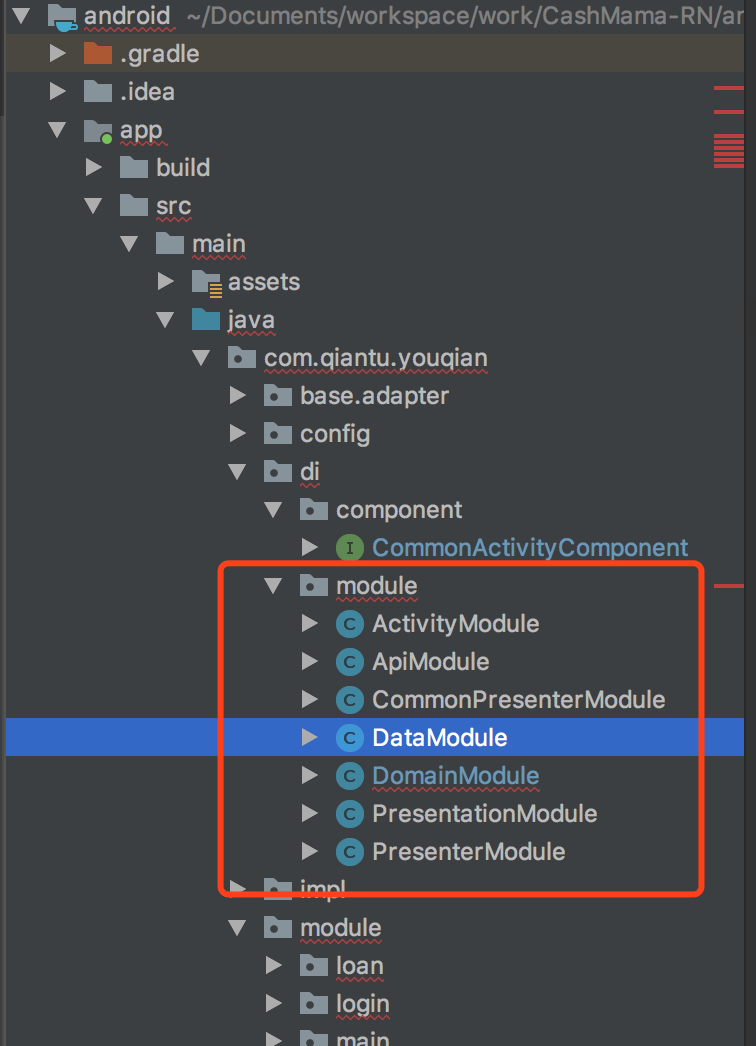 android ~/Documents/workspace/work/CashMama-RN/ar
.gradle
.idea
app
build
src
main
assets
java
com.qiantu.youqian
base.adapter
config
di
component
I CommonActivityComponent
module
C ActivityModule
C ApiModule
C CommonPresenterModule
C DataModule
C DomainModule
C PresentationModule
C PresenterModule
impl
module
loan
login
main